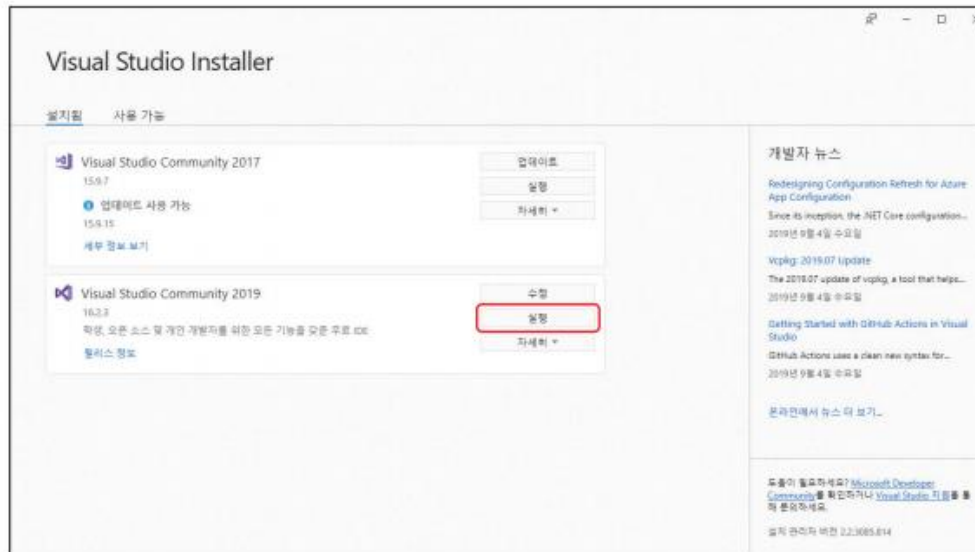 Visual Studio Installer
설치됨 사용 가능
Visual Studio Community 2017
15.9.7
업데이트 사용 가능
15.9.15
세부 정보 보기
업데이트
실행
자세히
Visual Studio Community 2019
16.2.3
학생, 오픈 소스 및 개인 개발자를 위한 모든 기능을 갖춘 무료 IDE
릴리스 정보
수정
실행
자세히
개발자 뉴스
Redesigning Configuration Refresh for Azure
App Configuration
Since its inception, the .NET Core configuration...
2019년 9월 4일 수요일
Vcpkg: 2019.07 Update
The 2019.07 update of vcpkg, a tool that helps...
2019년 9월 4일 수요일
Getting Started with GitHub Actions in Visual
Studio
GitHub Actions uses a clean new syntax for...
2019년 9월 4일 수요일
온라인에서 뉴스 더 보기...
도움이 필요하세요? Microsoft Developer
Community를 확인하거나 Visual Studio 지원을 통
해 문의하세요.
설치 관리자 버전 2.2.3085.814